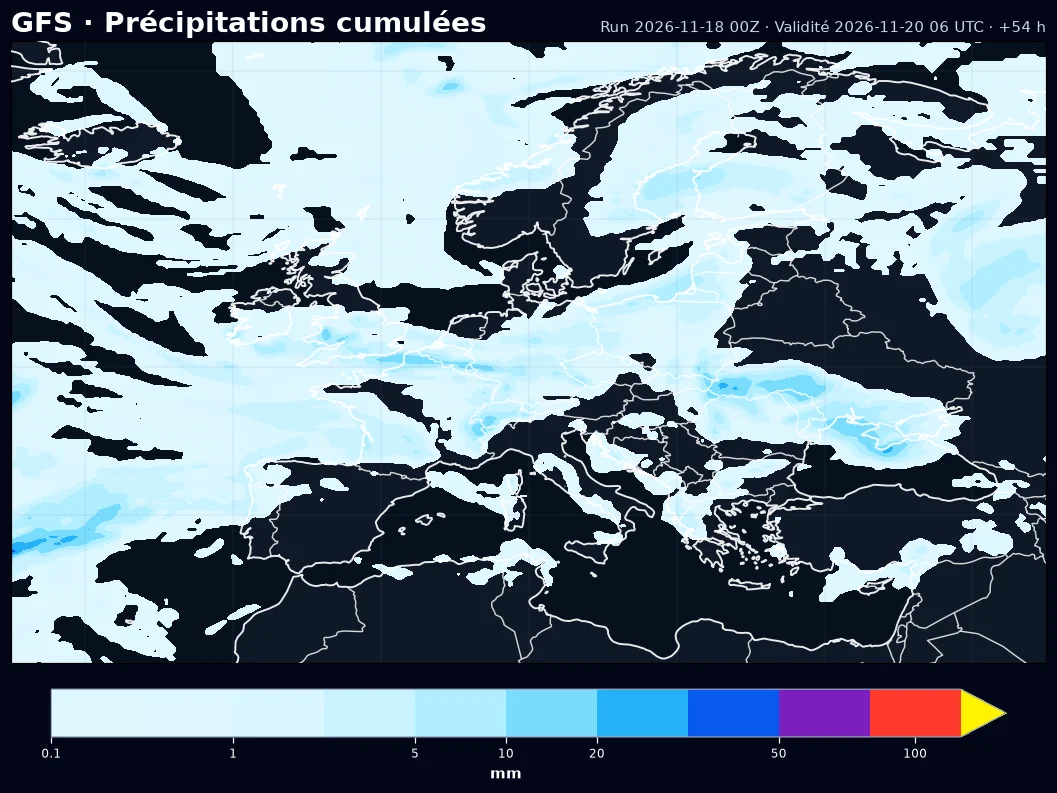 GFS · Précipitations cumulées
Run 2026-11-18 00Z · Validité 2026-11-20 06 UTC · +54 h
0.1 1 5 10 20 50 100
mm